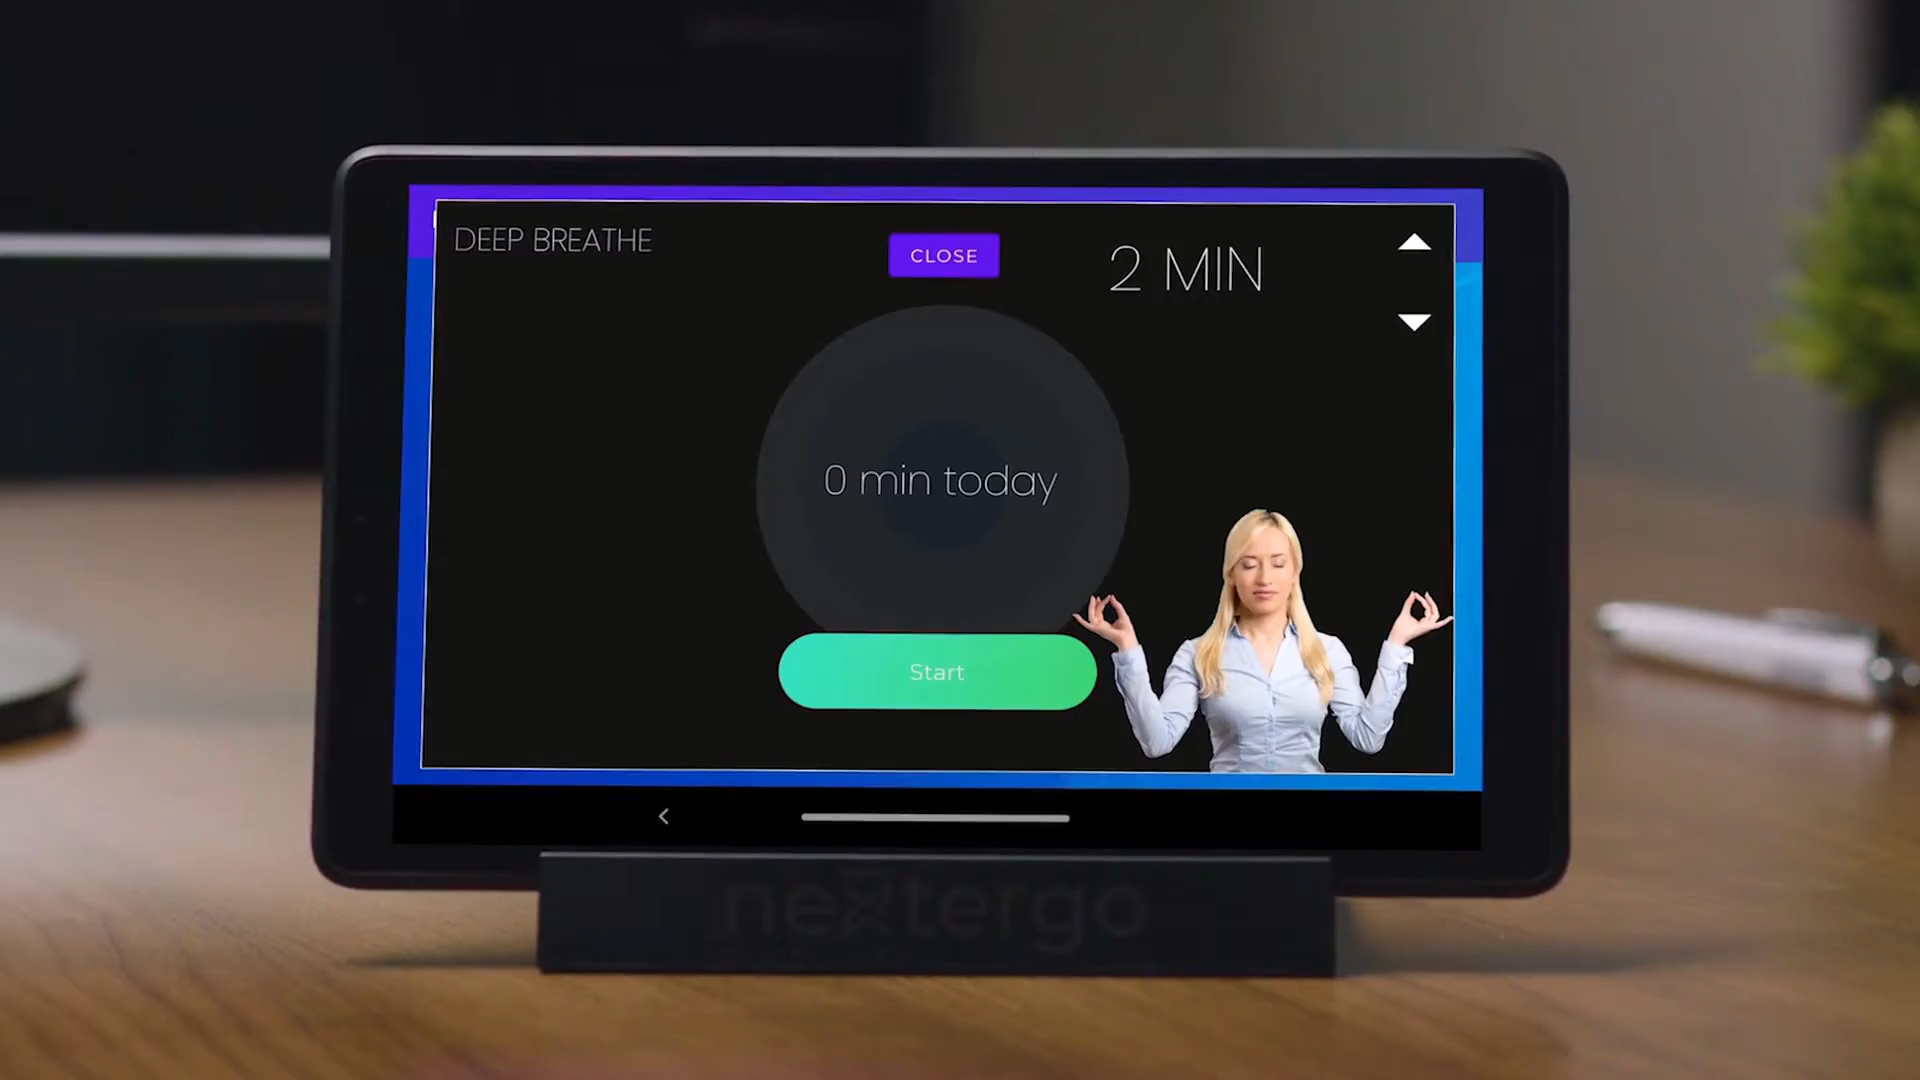 DEEP BREATHE
CLOSE
2 MIN
0 min today
Start
nextergo